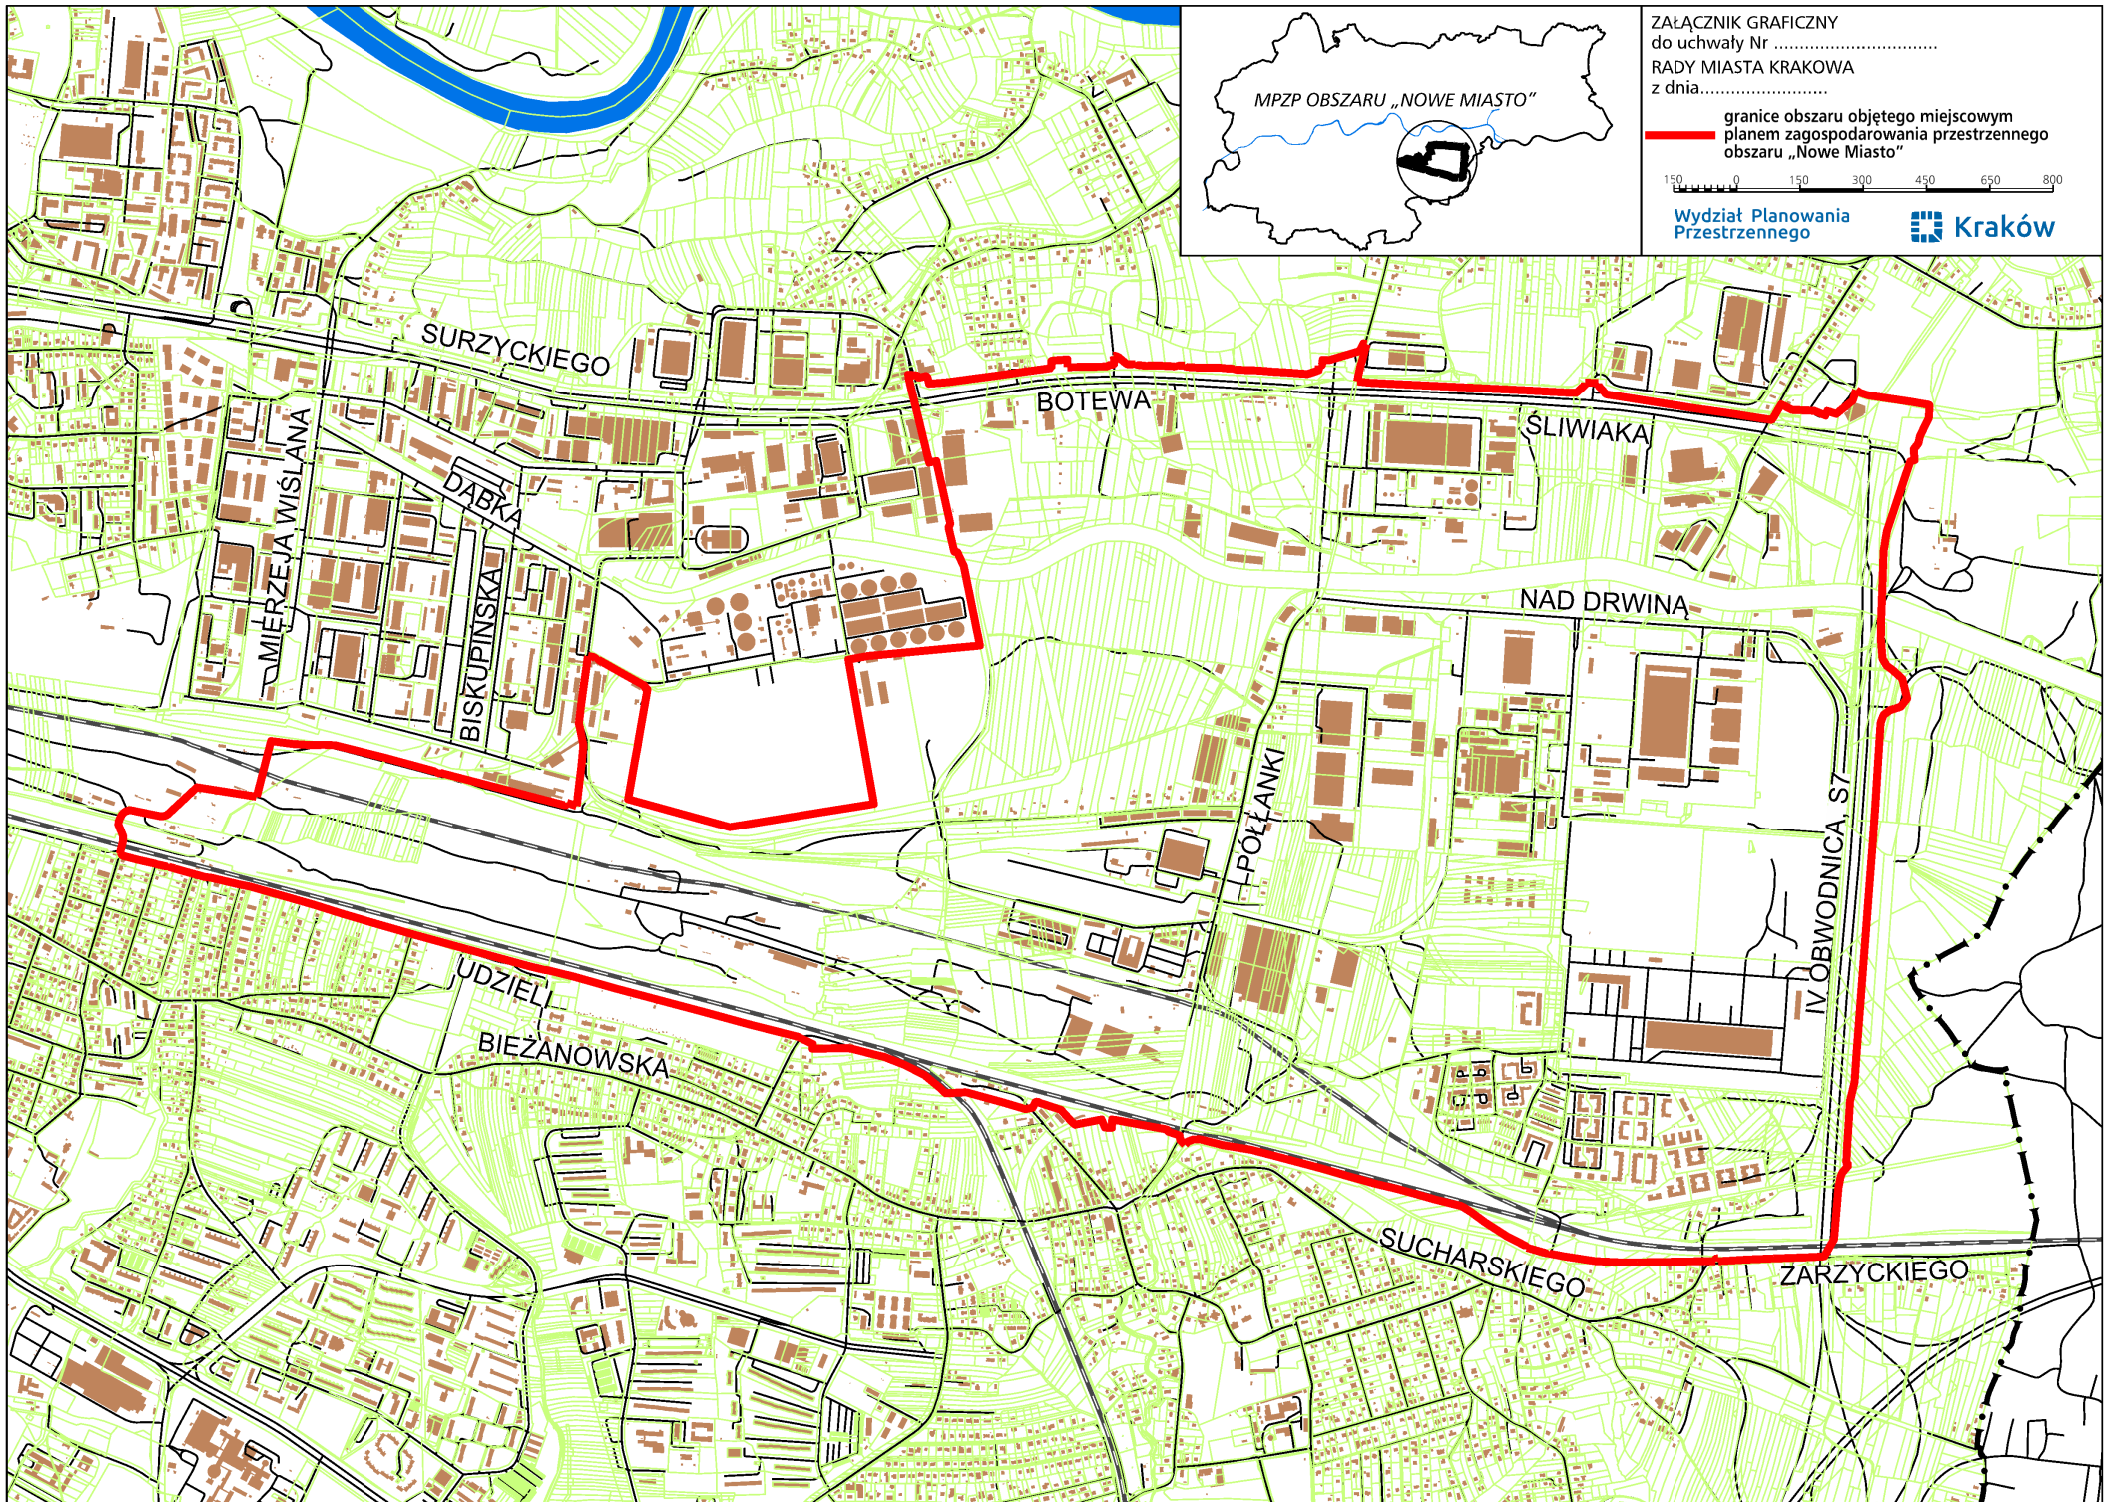 ZAŁĄCZNIK GRAFICZNY
do uchwały Nr ................................
RADY MIASTA KRAKOWA
z dnia.........................
MPZP OBSZARU „NOWE MIASTO”
granice obszaru objętego miejscowym
planem zagospodarowania przestrzennego
obszaru „Nowe Miasto”
150 0 150 300 450 650 800
Wydział Planowania
Przestrzennego
Kraków
SURZYCKIEGO
BOTEWA
ŚLIWIAKA
MIERZEJA WIŚLANA
DĄBKA
BISKUPIŃSKA
NAD DRWINĄ
PÓŁŁANKI
IV OBWODNICA, S7
UDZIELI
BIEŻANOWSKA
SUCHARSKIEGO
ZARZYCKIEGO